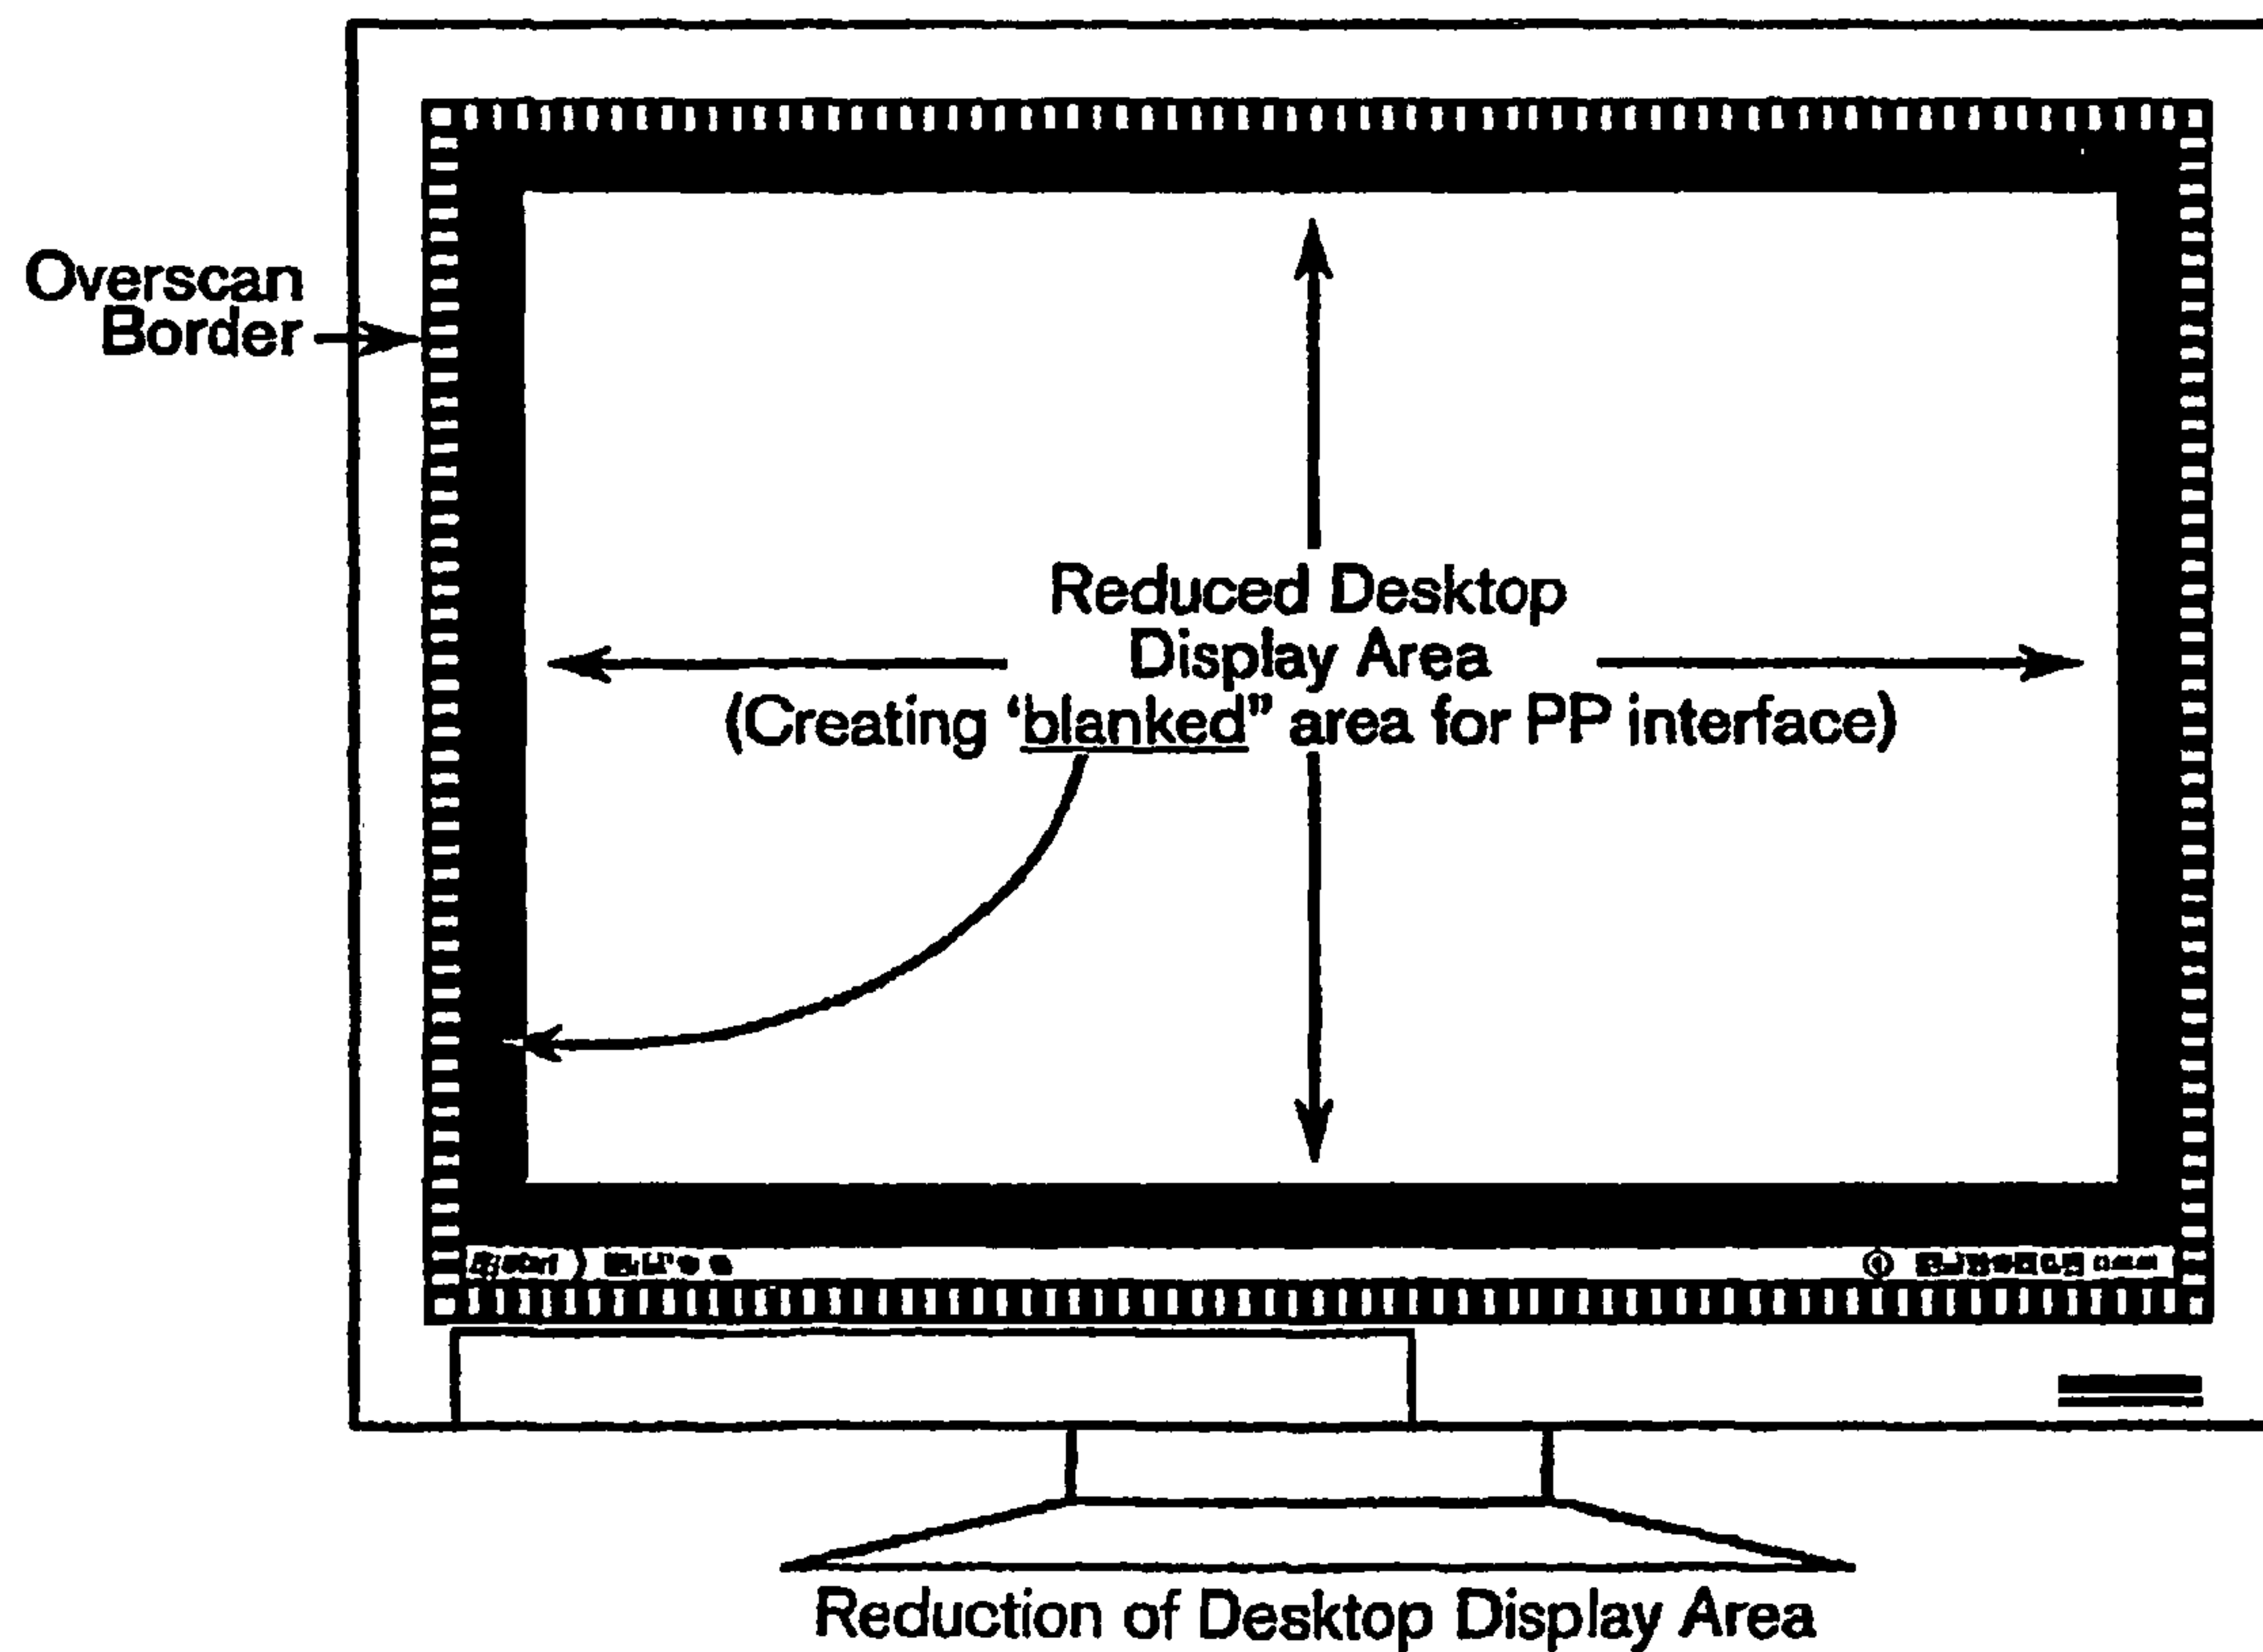 Overscan
Border
Reduced Desktop
Display Area
(Creating ‘blanked” area for PP interface)
Reduction of Desktop Display Area